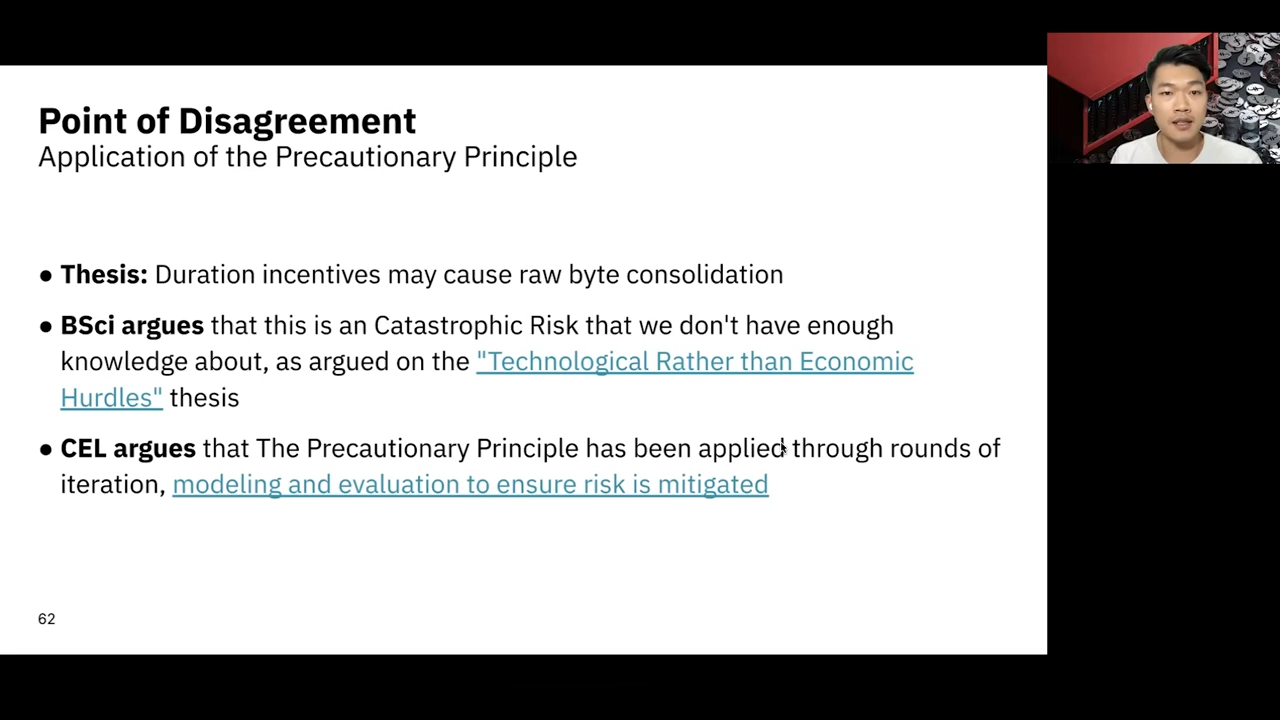 Point of Disagreement
Application of the Precautionary Principle
● Thesis: Duration incentives may cause raw byte consolidation
● BSci argues that this is an Catastrophic Risk that we don't have enough
knowledge about, as argued on the "Technological Rather than Economic
Hurdles" thesis
● CEL argues that The Precautionary Principle has been applied through rounds of
iteration, modeling and evaluation to ensure risk is mitigated
62